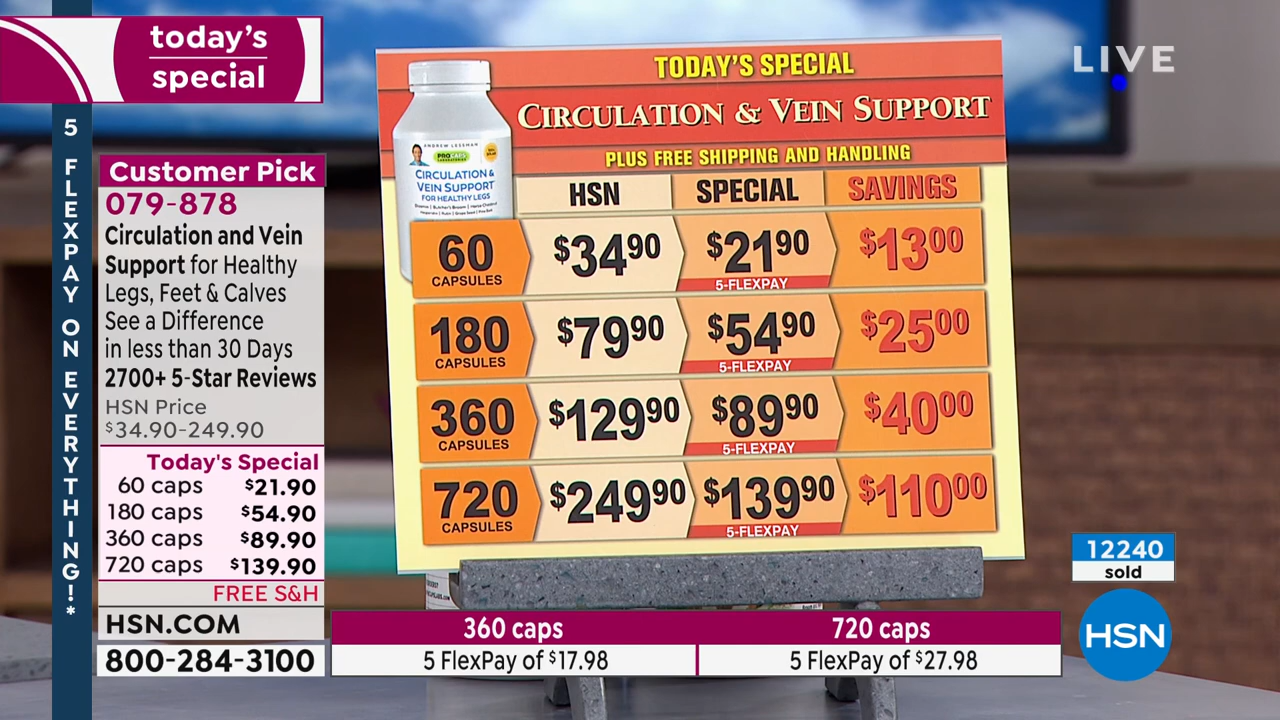 today's
special
5 FLEXPAY ON EVERYTHING!*
Customer Pick
079-878
Circulation and Vein
Support for Healthy
Legs, Feet & Calves
See a Difference
in less than 30 Days
2700+ 5-Star Reviews
HSN Price
$34.90-249.90
Today's Special
60 caps $21.90
180 caps $54.90
360 caps $89.90
720 caps $139.90
FREE S&H
HSN.COM
800-284-3100
LIVE
TODAY'S SPECIAL
CIRCULATION & VEIN SUPPORT
PLUS FREE SHIPPING AND HANDLING
ANDREW LESSMAN
PROCAPS
LABORATORIES
CIRCULATION &
VEIN SUPPORT
FOR HEALTHY LEGS
HSN SPECIAL SAVINGS
60 CAPSULES $34.90 $21.90 5-FLEXPAY $13.00
180 CAPSULES $79.90 $54.90 5-FLEXPAY $25.00
360 CAPSULES $129.90 $89.90 5-FLEXPAY $40.00
720 CAPSULES $249.90 $139.90 5-FLEXPAY $110.00
12240
sold
HSN
360 caps 720 caps
5 FlexPay of $17.98 5 FlexPay of $27.98